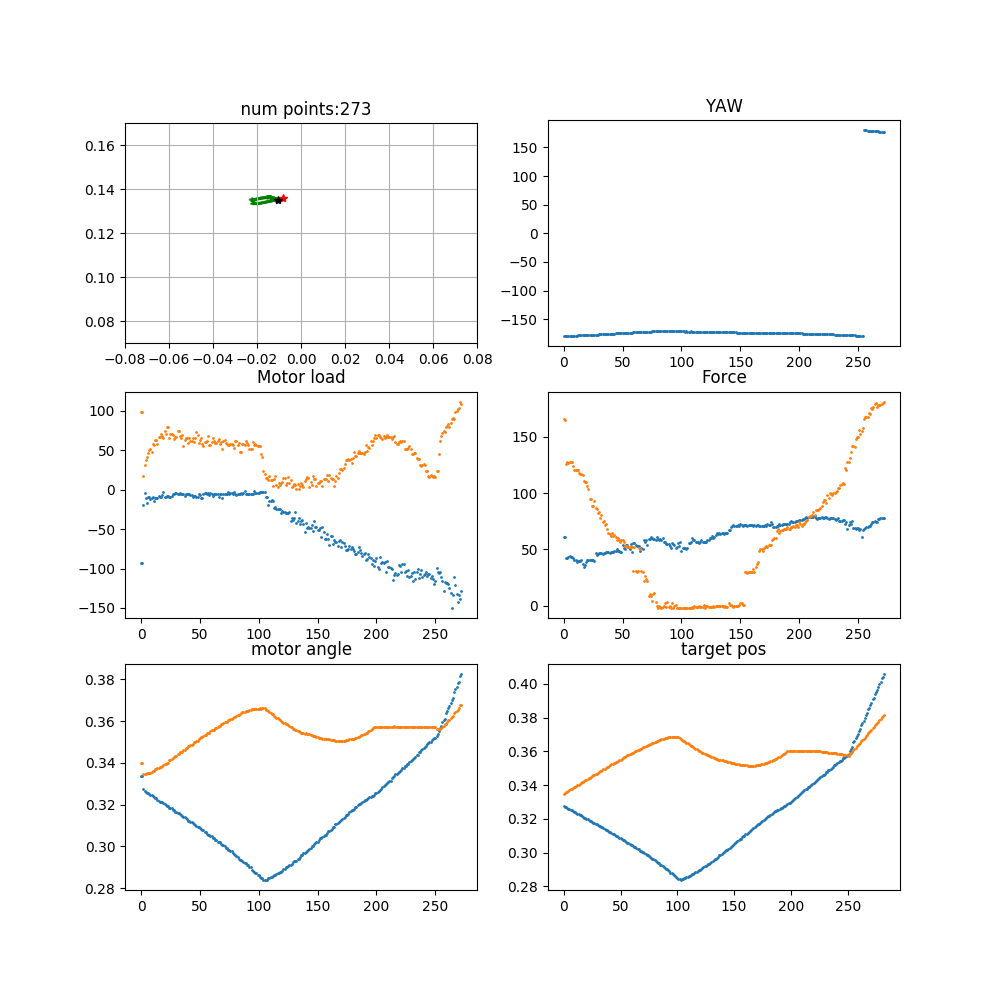 num points:273
0.16
0.14
0.12
0.10
0.08
−0.08 −0.06 −0.04 −0.02 0.00 0.02 0.04 0.06 0.08
YAW
150
100
50
0
−50
−100
−150
0 50 100 150 200 250
Motor load
100
50
0
−50
−100
−150
0 50 100 150 200 250
Force
150
100
50
0
0 50 100 150 200 250
motor angle
0.38
0.36
0.34
0.32
0.30
0.28
0 50 100 150 200 250
target pos
0.40
0.38
0.36
0.34
0.32
0.30
0.28
0 50 100 150 200 250